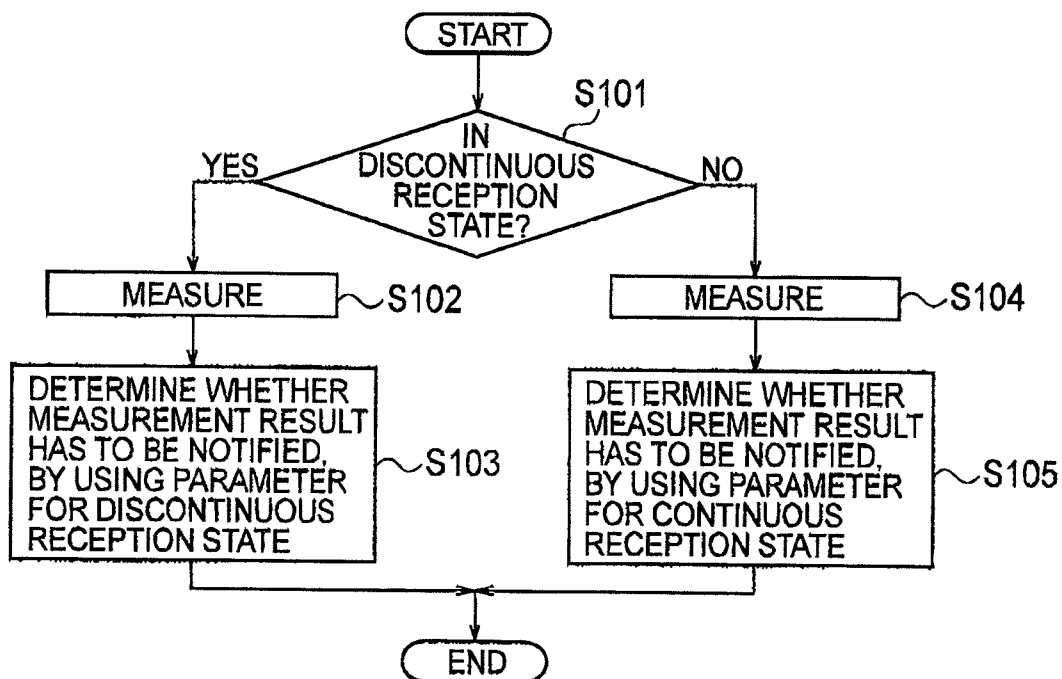 START
S101
IN
DISCONTINUOUS
RECEPTION
STATE?
YES
NO
MEASURE
S102
MEASURE
S104
DETERMINE WHETHER
MEASUREMENT RESULT
HAS TO BE NOTIFIED,
BY USING PARAMETER
FOR DISCONTINUOUS
RECEPTION STATE
S103
DETERMINE WHETHER
MEASUREMENT RESULT
HAS TO BE NOTIFIED,
BY USING PARAMETER
FOR CONTINUOUS
RECEPTION STATE
S105
END